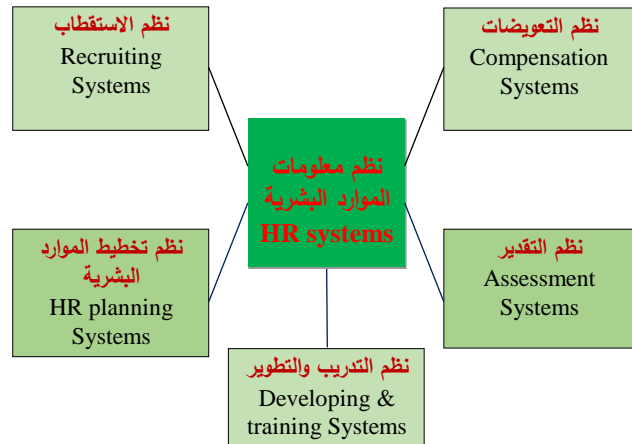 نظم الاستقطاب
Recruiting
Systems
نظم التعويضات
Compensation
Systems
نظم معلومات
الموارد البشرية
HR systems
نظم تخطيط الموارد
البشرية
HR planning
Systems
نظم التقدير
Assessment
Systems
نظم التدريب والتطوير
Developing &
training Systems